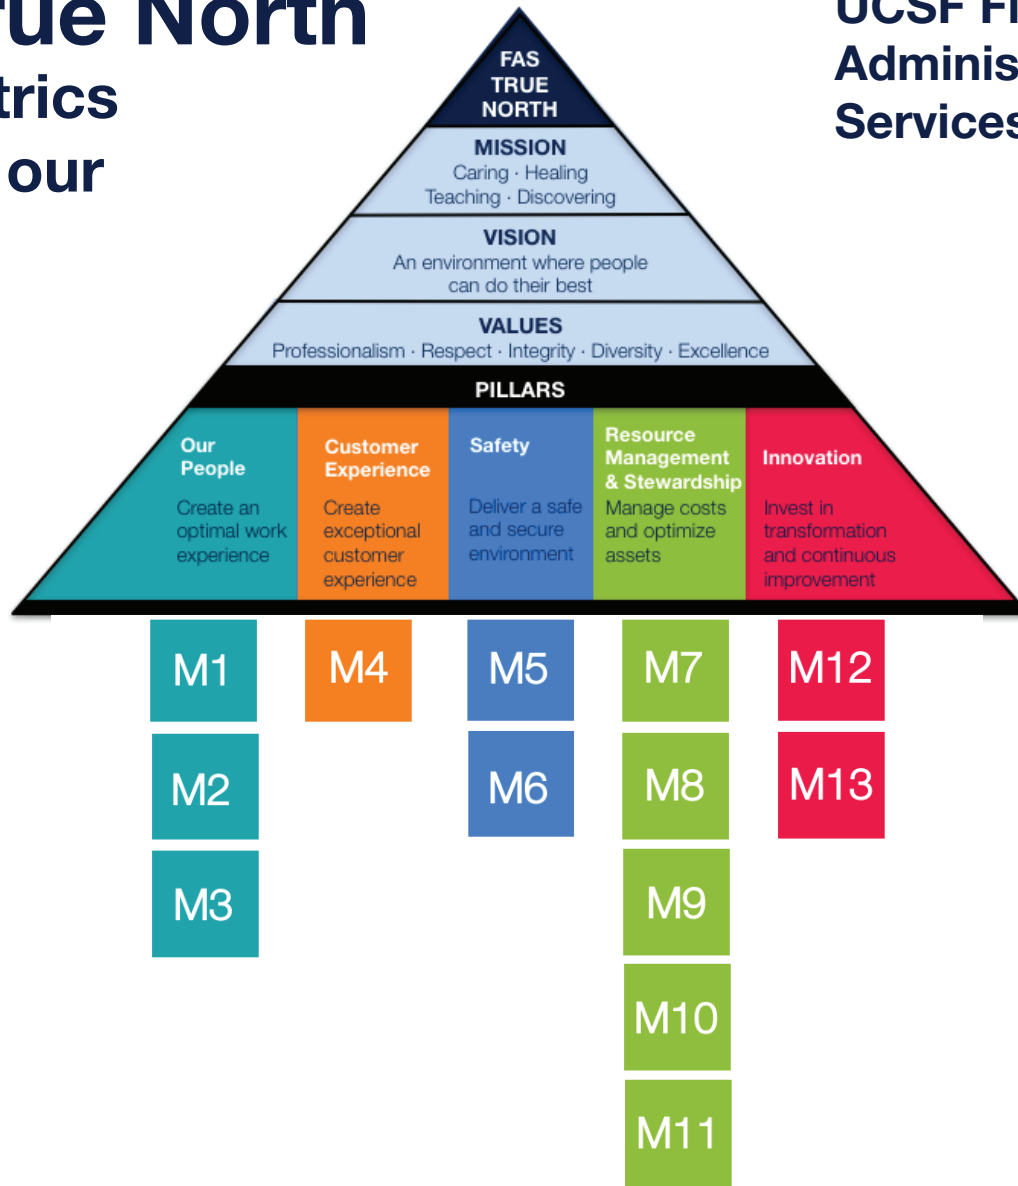 rue North
trics
our
UCSF
Adminis
Services
FAS
TRUE
NORTH
MISSION
Caring · Healing
Teaching · Discovering
VISION
An environment where people
can do their best
VALUES
Professionalism · Respect · Integrity · Diversity · Excellence
PILLARS
Our
People
Create an
optimal work
experience
Customer
Experience
Create
exceptional
customer
experience
Safety
Deliver a safe
and secure
environment
Resource
Management
& Stewardship
Manage costs
and optimize
assets
Innovation
Invest in
transformation
and continuous
improvement
M1
M2
M3
M4
M5
M6
M7
M8
M9
M10
M11
M12
M13